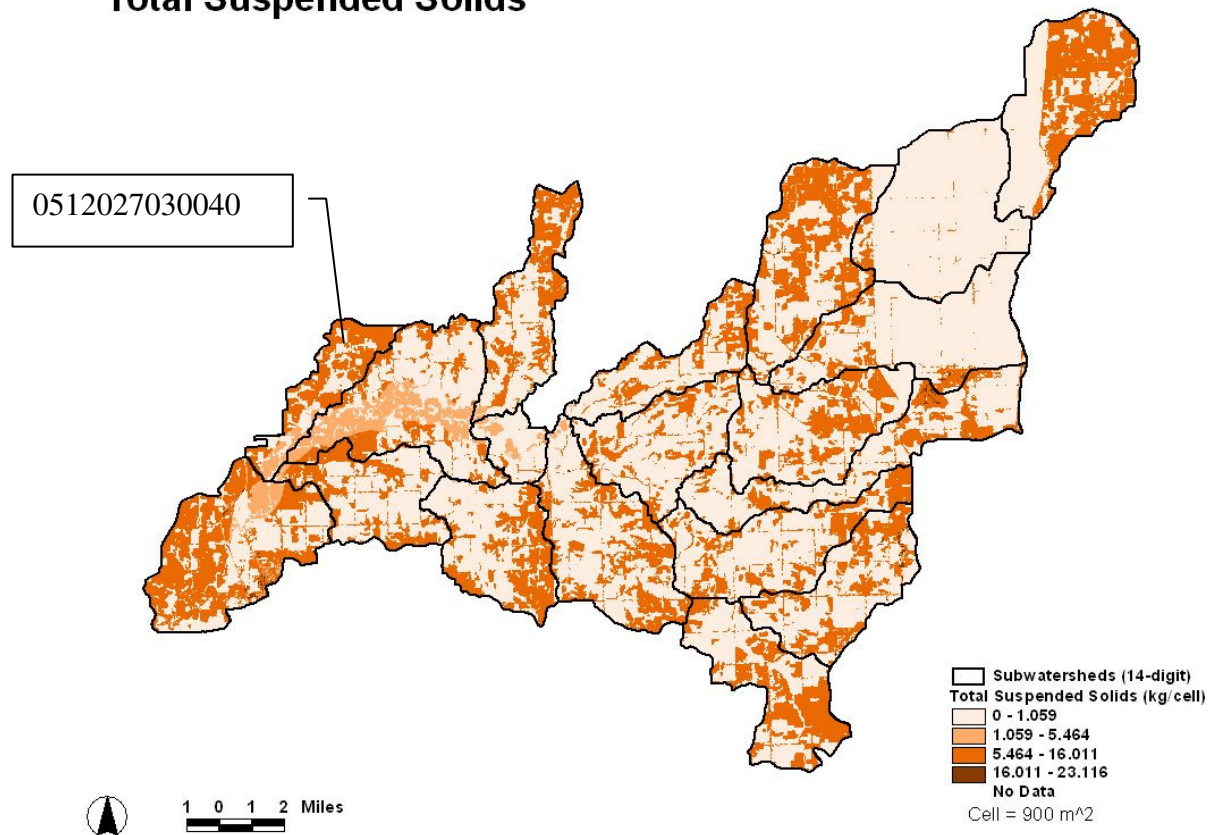 Total Suspended Solids
0512027030040
Subwatersheds (14-digit)
Total Suspended Solids (kg/cell)
0 - 1.059
1.059 - 5.464
5.464 - 16.011
16.011 - 23.116
No Data
Cell = 900 m^2
1 0 1 2 Miles